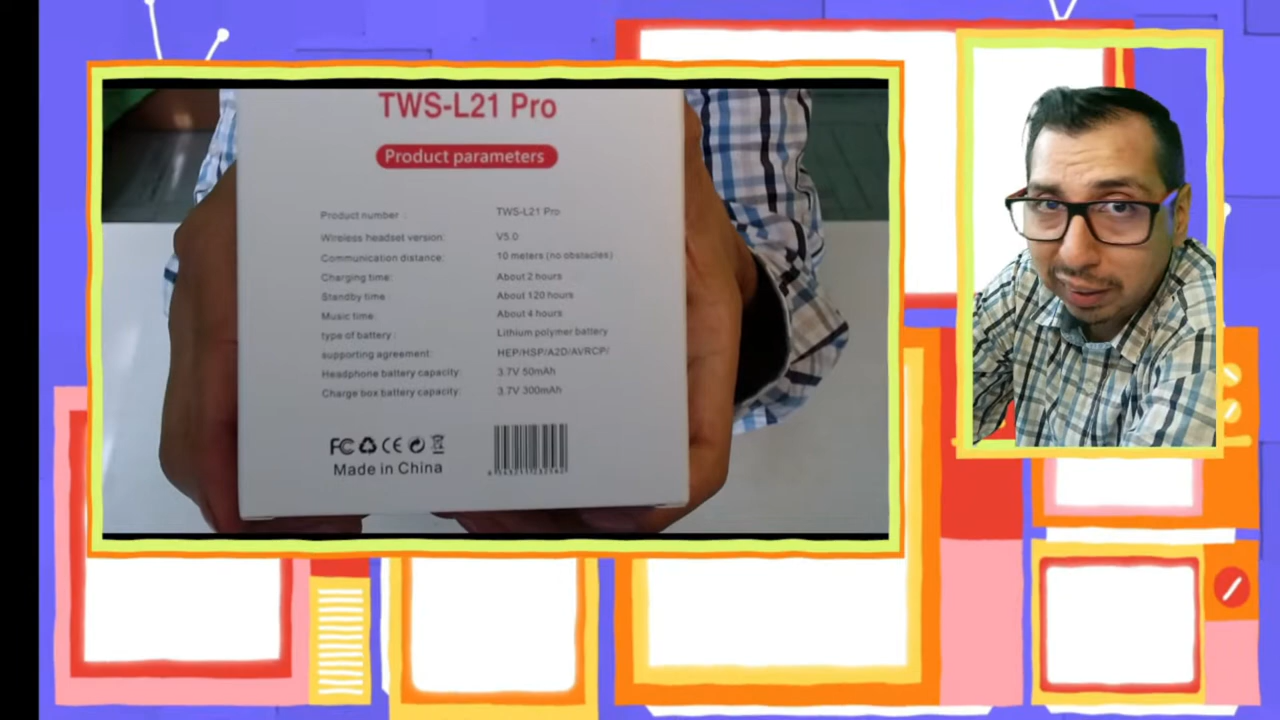 TWS-L21 Pro
Product parameters
Product number : TWS-L21 Pro
Wireless headset version: V5.0
Communication distance: 10 meters (no obstacles)
Charging time: About 2 hours
Standby time : About 120 hours
Music time: About 4 hours
type of battery : Lithium polymer battery
supporting agreement: HEP/HSP/A2D/AVRCP/
Headphone battery capacity: 3.7V 50mAh
Charge box battery capacity: 3.7V 300mAh
FC CE
Made in China